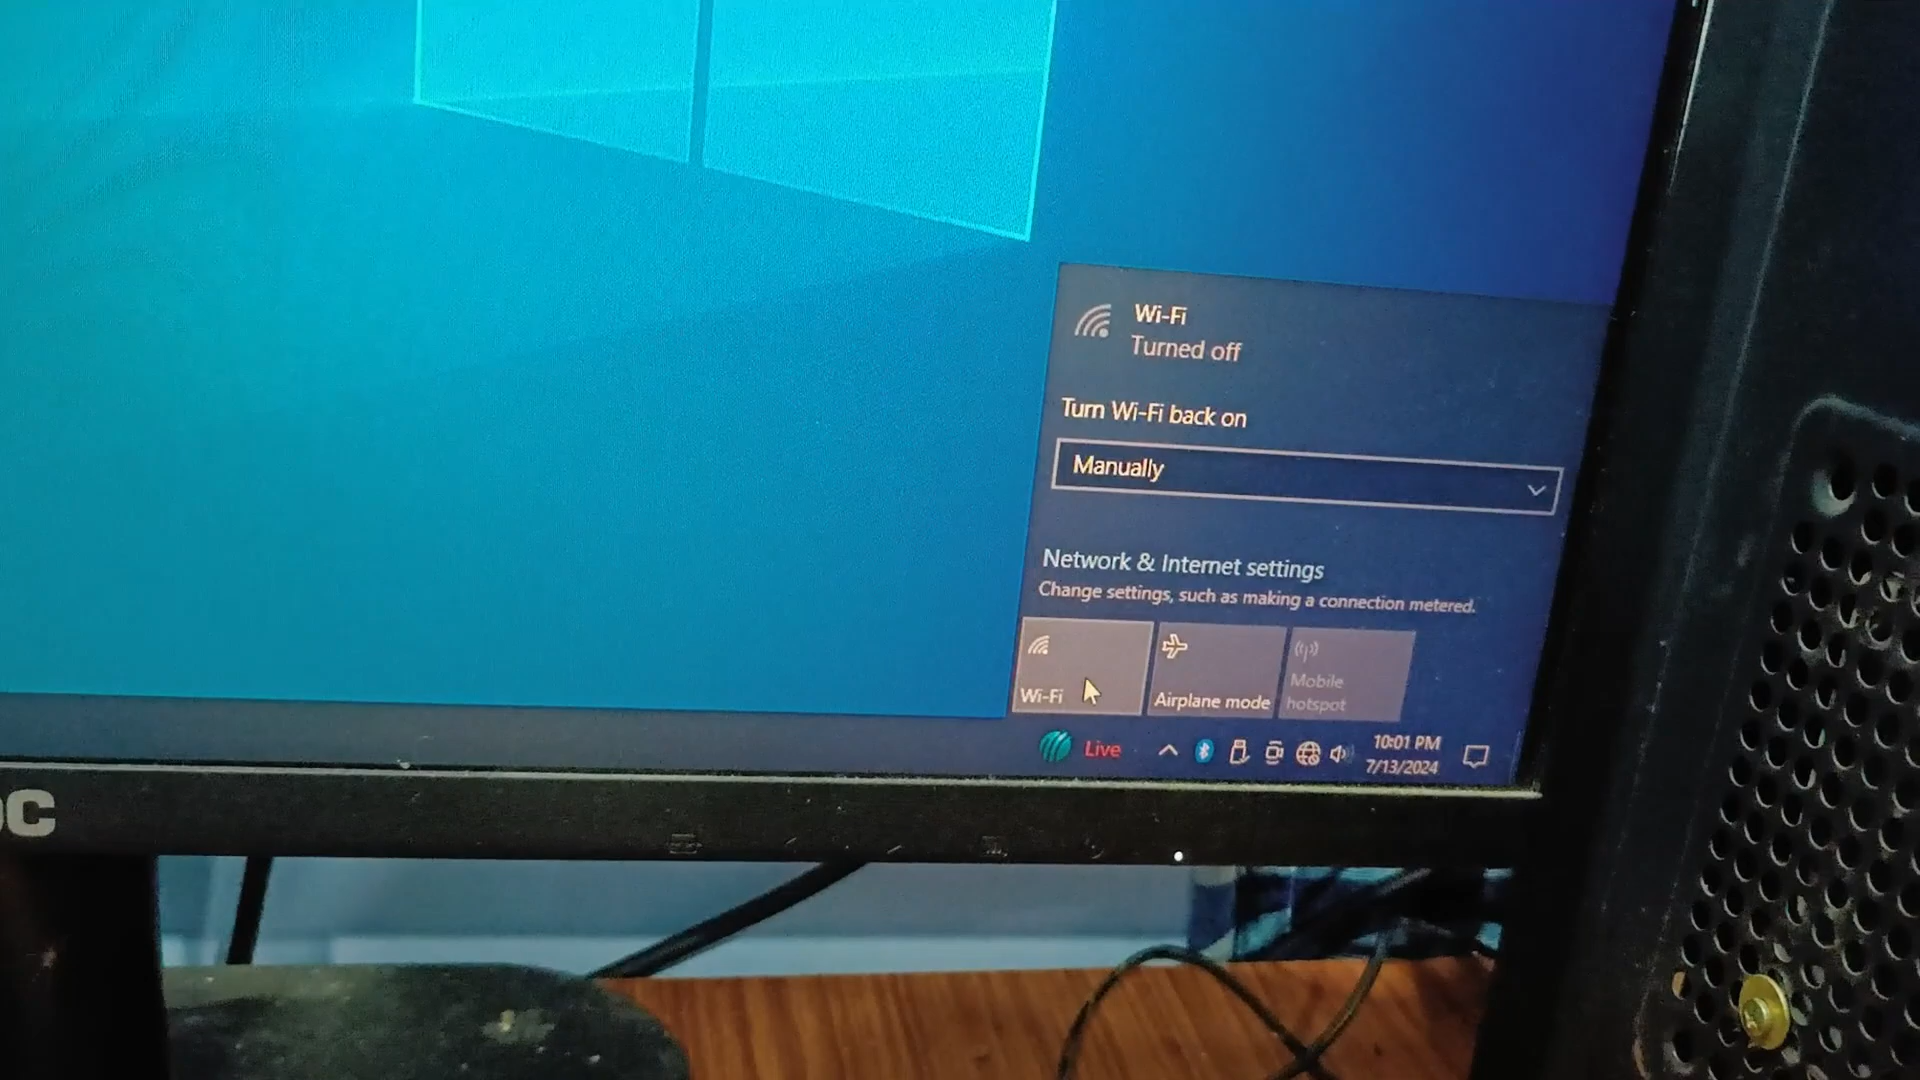 Wi-Fi
Turned off
Turn Wi-Fi back on
Manually
Network & Internet settings
Change settings, such as making a connection metered.
Wi-Fi
Airplane mode
Mobile
hotspot
Live
10:01 PM
7/13/2024